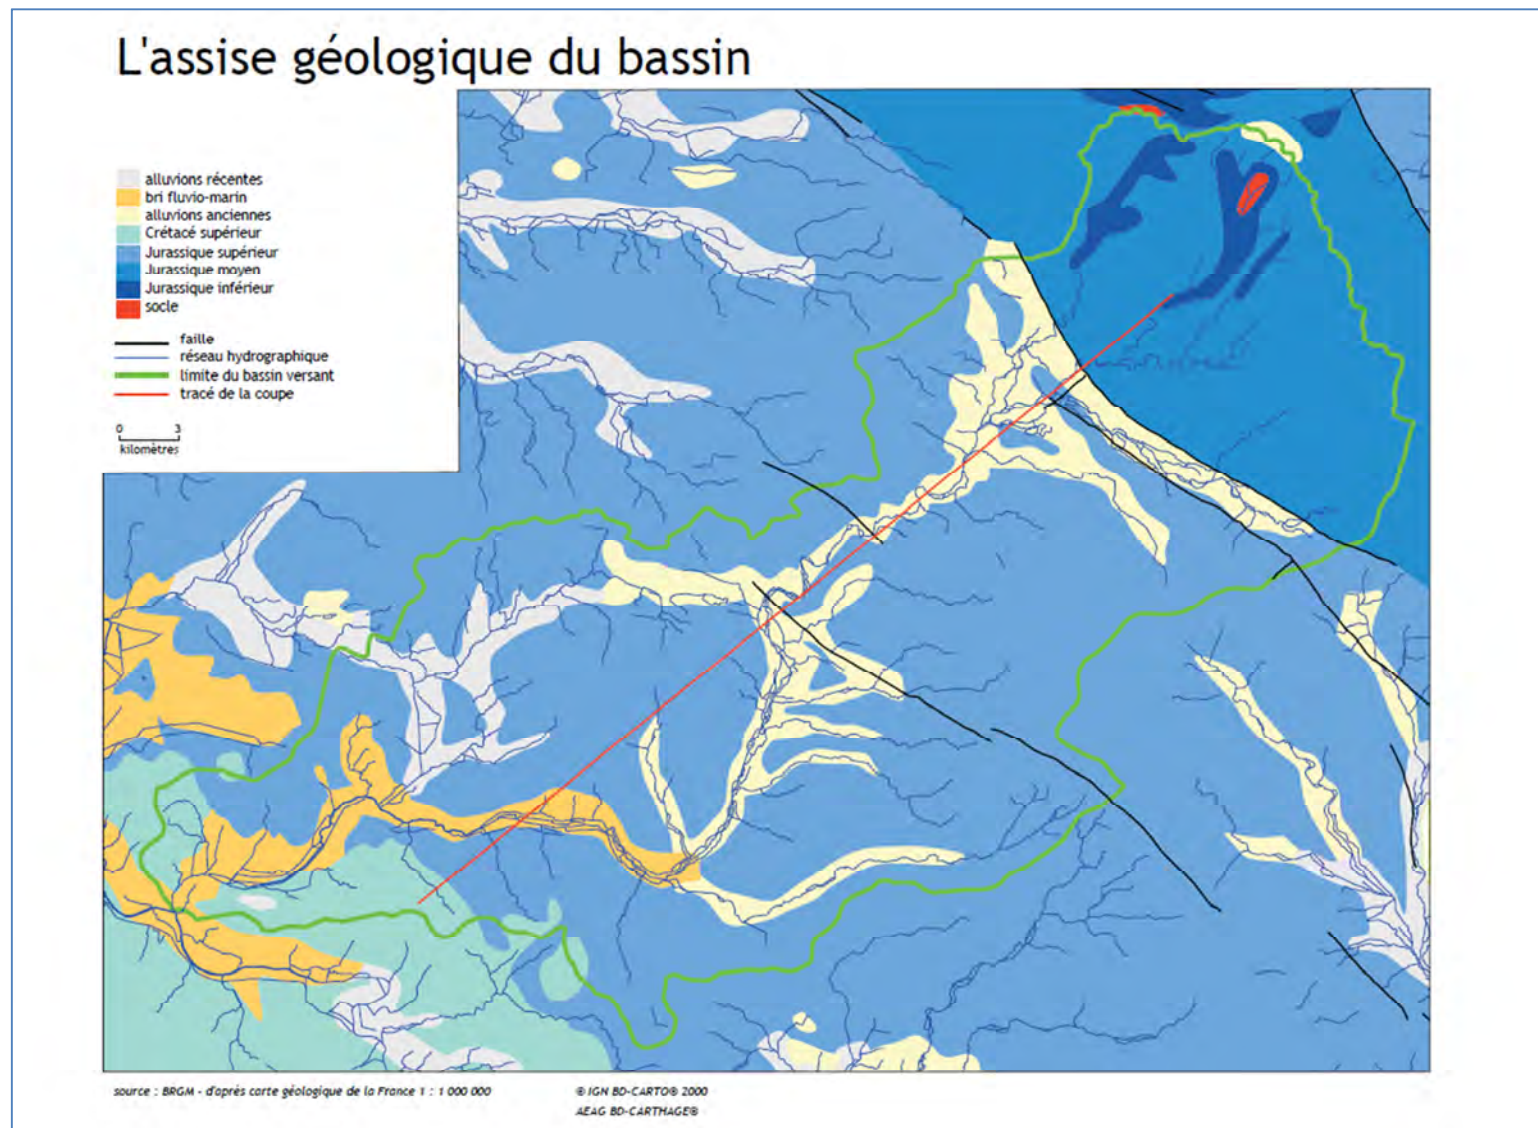 L'assise géologique du bassin
alluvions récentes
bri fluvio-marin
alluvions anciennes
Crétacé supérieur
Jurassique supérieur
Jurassique moyen
Jurassique inférieur
socle
faille
réseau hydrographique
limite du bassin versant
tracé de la coupe
0 3
kilomètres
source : BRGM - d'après carte géologique de la France 1 : 1 000 000
© IGN BD-CARTO® 2000
AEAG BD-CARTHAGE®